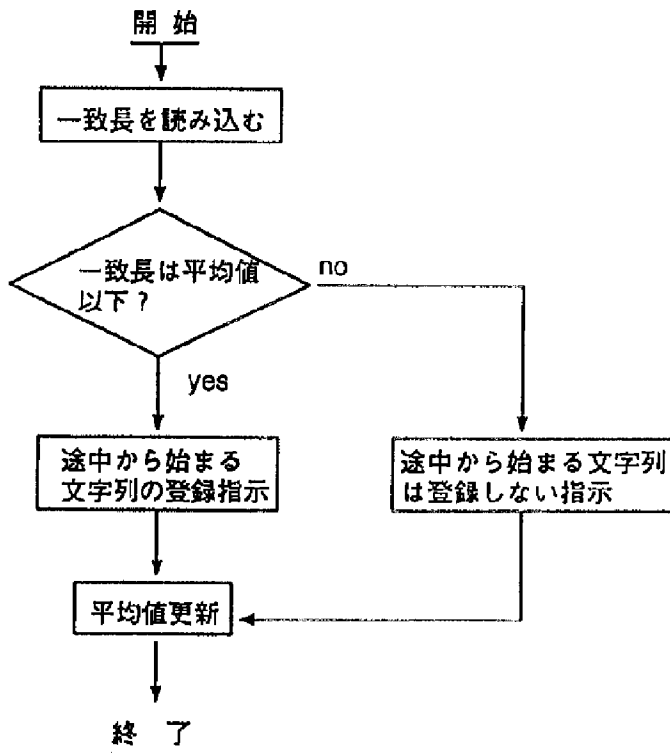 開 始
一致長を読み込む
一致長は平均値
以下？
no
yes
途中から始まる
文字列の登録指示
途中から始まる文字列
は登録しない指示
平均値更新
終 了